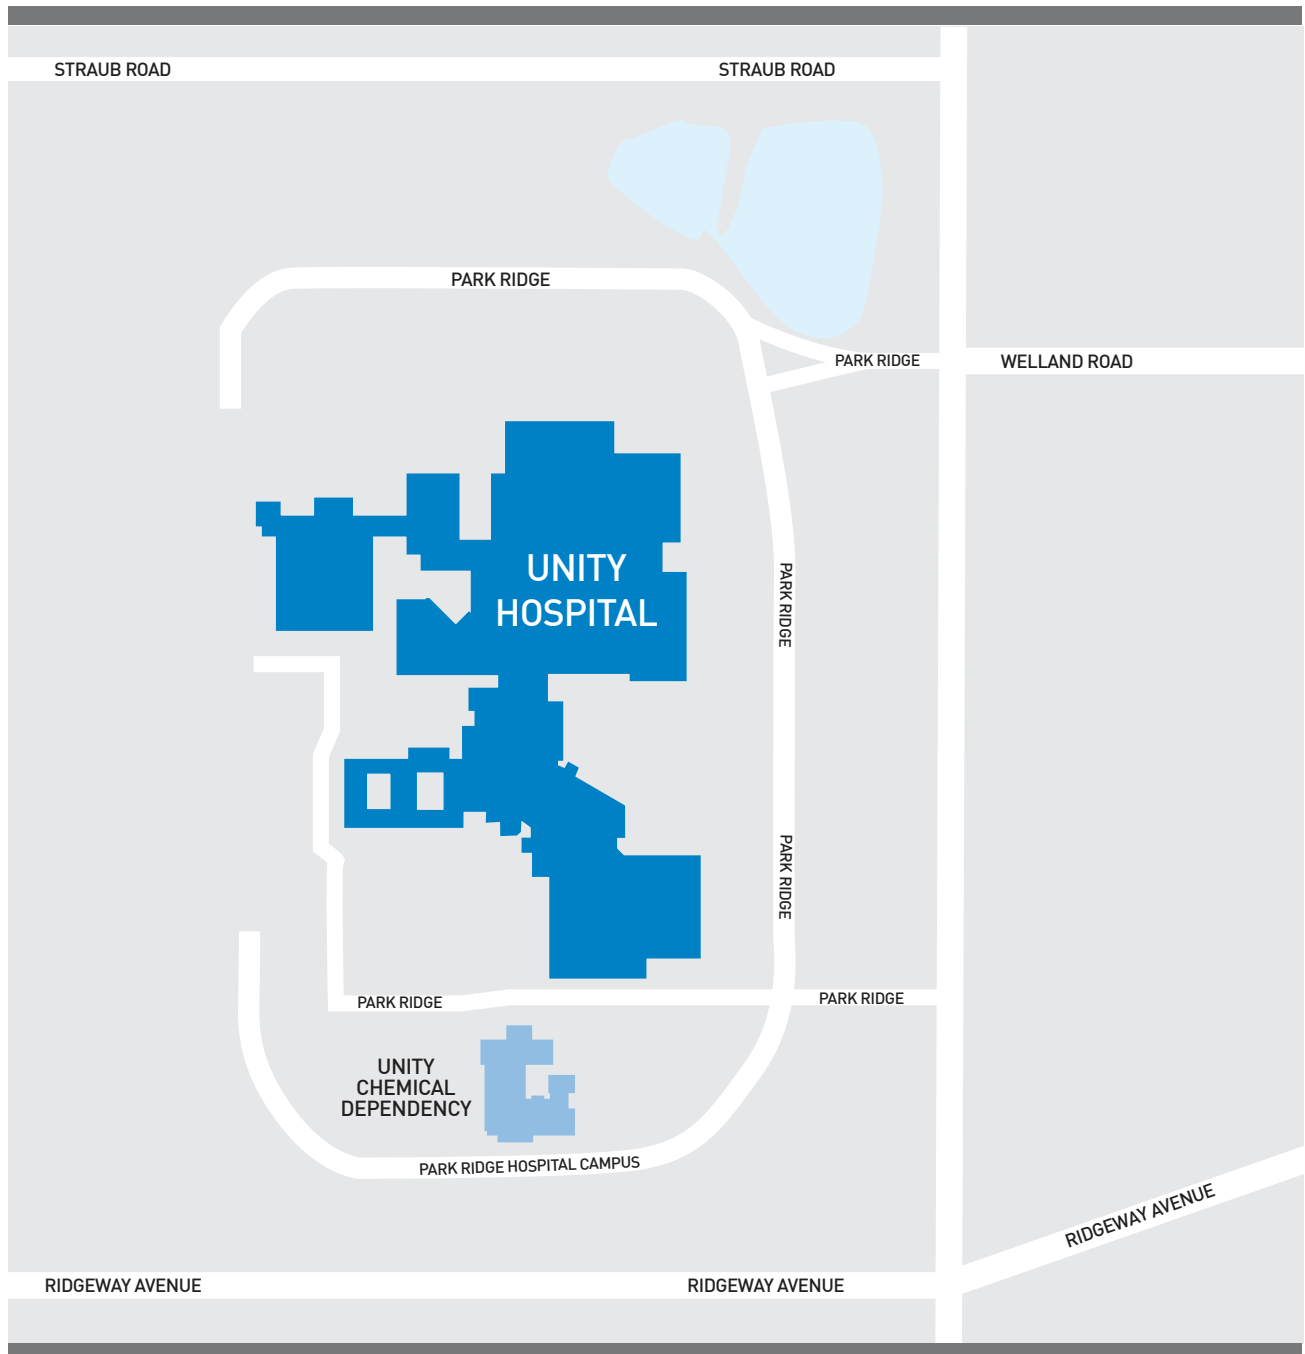 STRAUB ROAD
STRAUB ROAD
PARK RIDGE
PARK RIDGE
WELLAND ROAD
UNITY
HOSPITAL
PARK RIDGE
PARK RIDGE
PARK RIDGE
PARK RIDGE
UNITY
CHEMICAL
DEPENDENCY
PARK RIDGE HOSPITAL CAMPUS
RIDGEWAY AVENUE
RIDGEWAY AVENUE
RIDGEWAY AVENUE